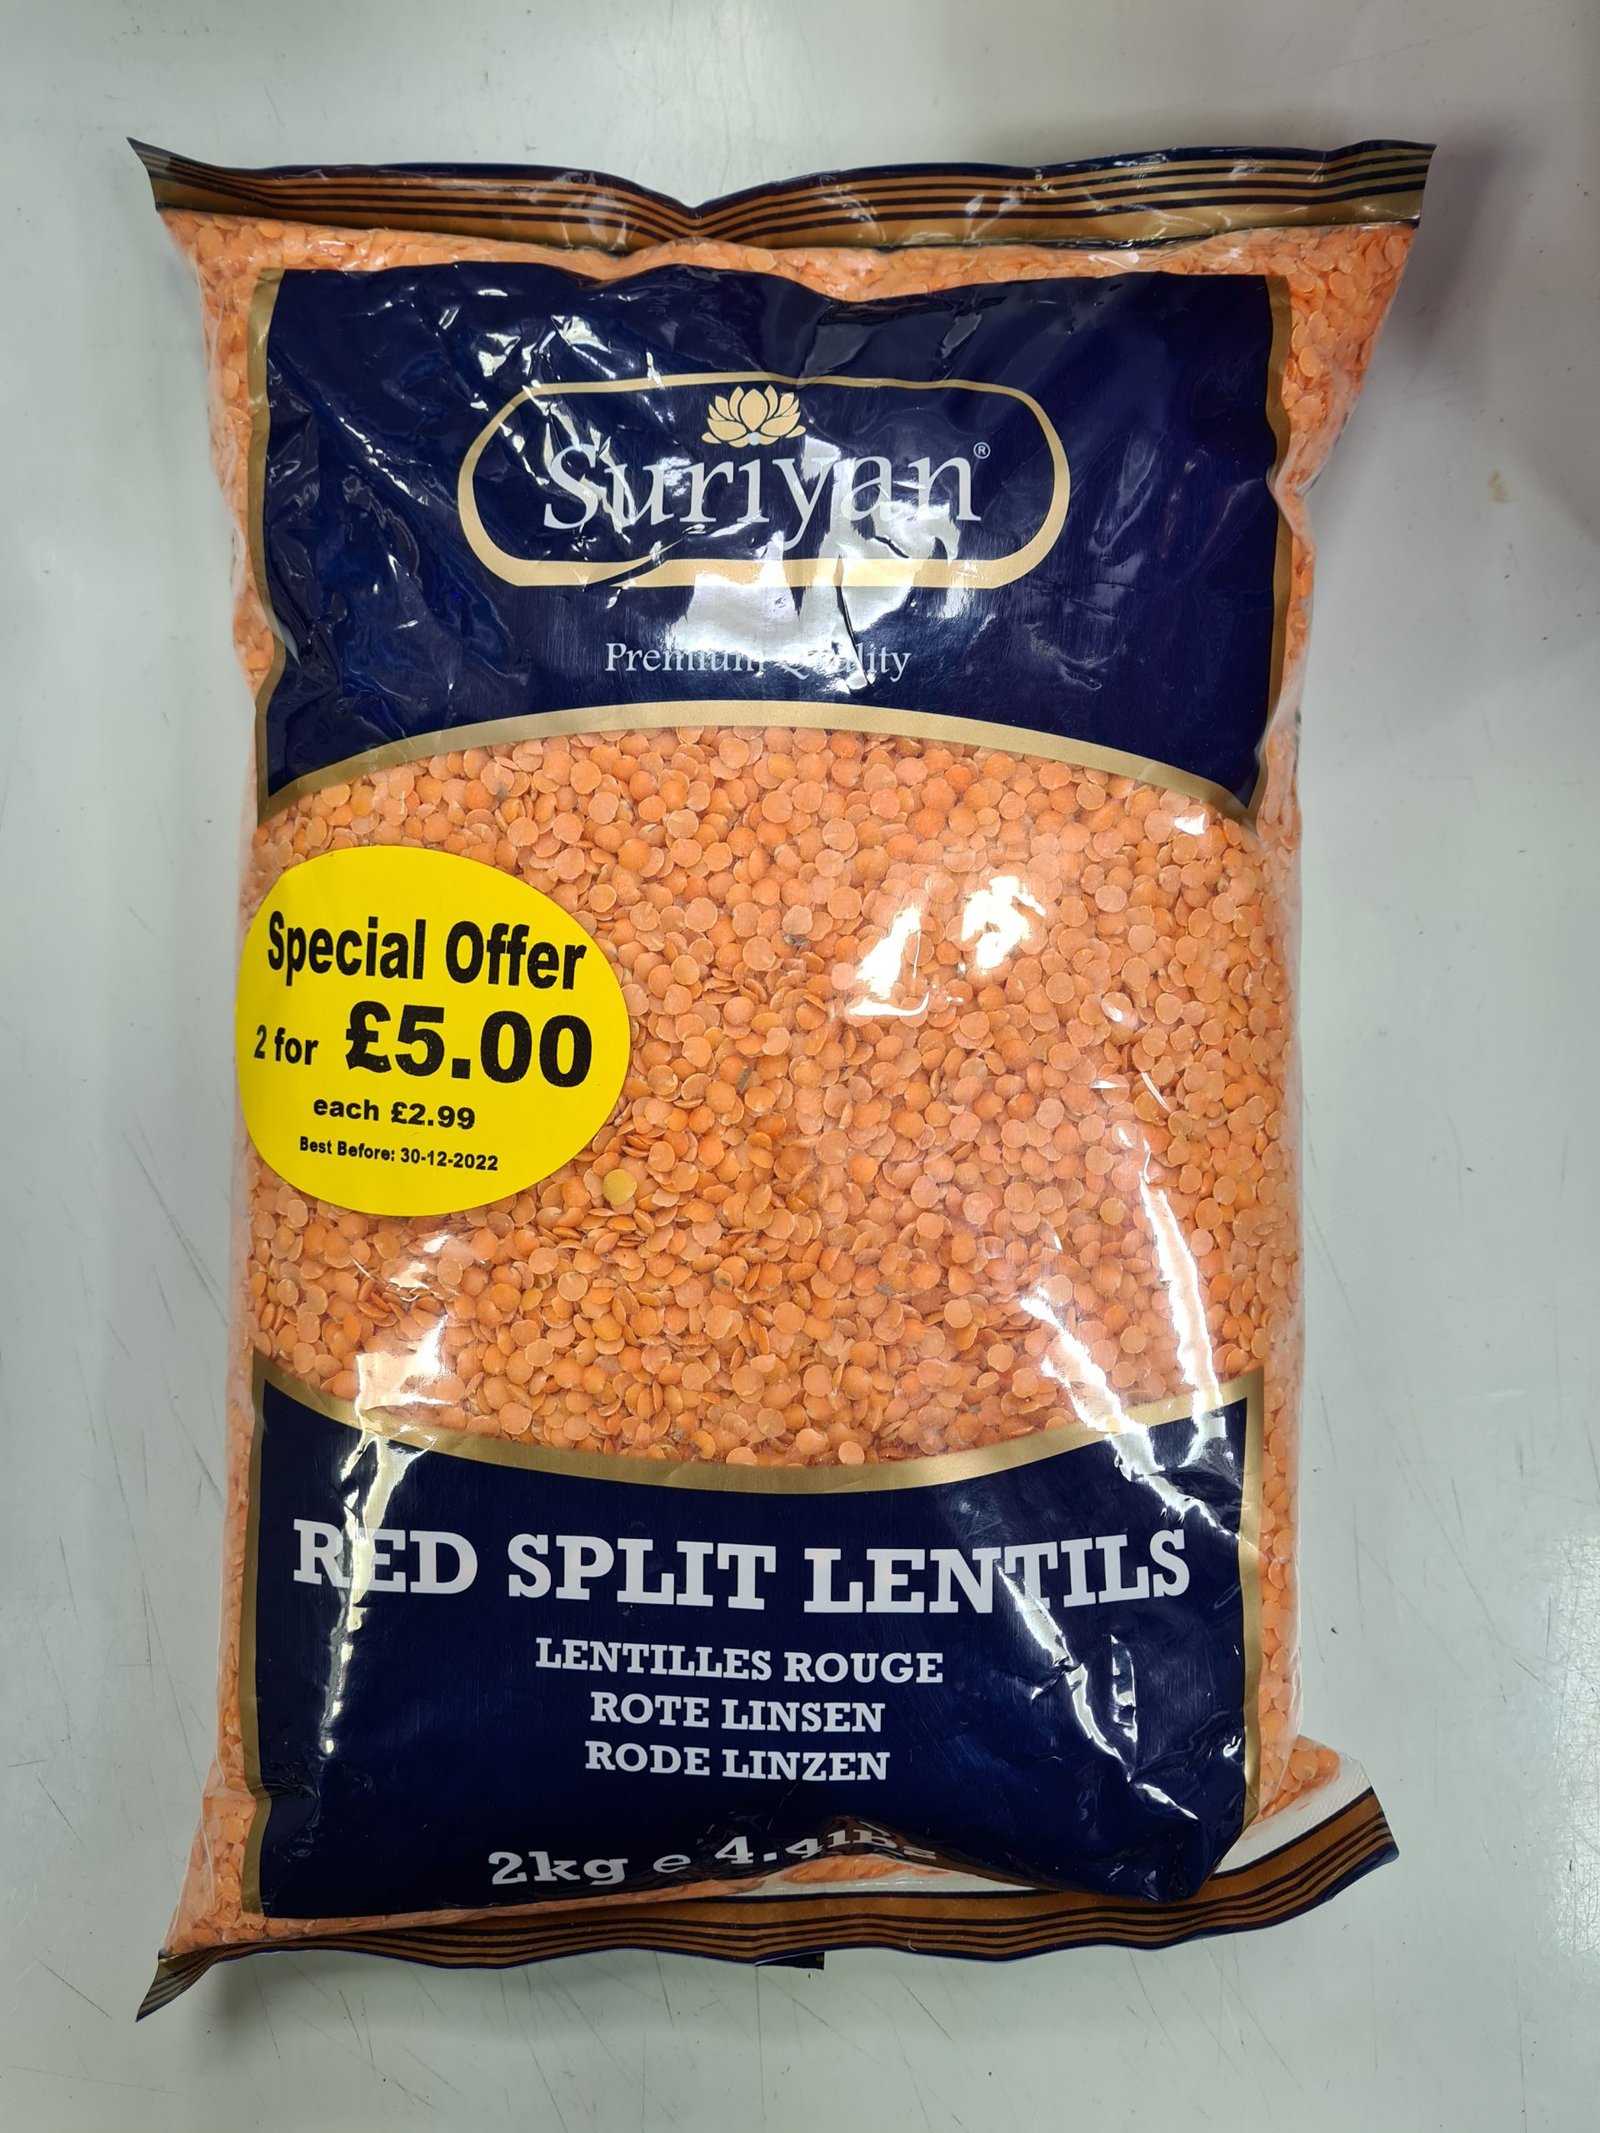 Suriyan®
Premium Quality
Special Offer
2 for £5.00
each £2.99
Best Before: 30-12-2022
RED SPLIT LENTILS
LENTILLES ROUGE
ROTE LINSEN
RODE LINZEN
2kg e 4.4lbs